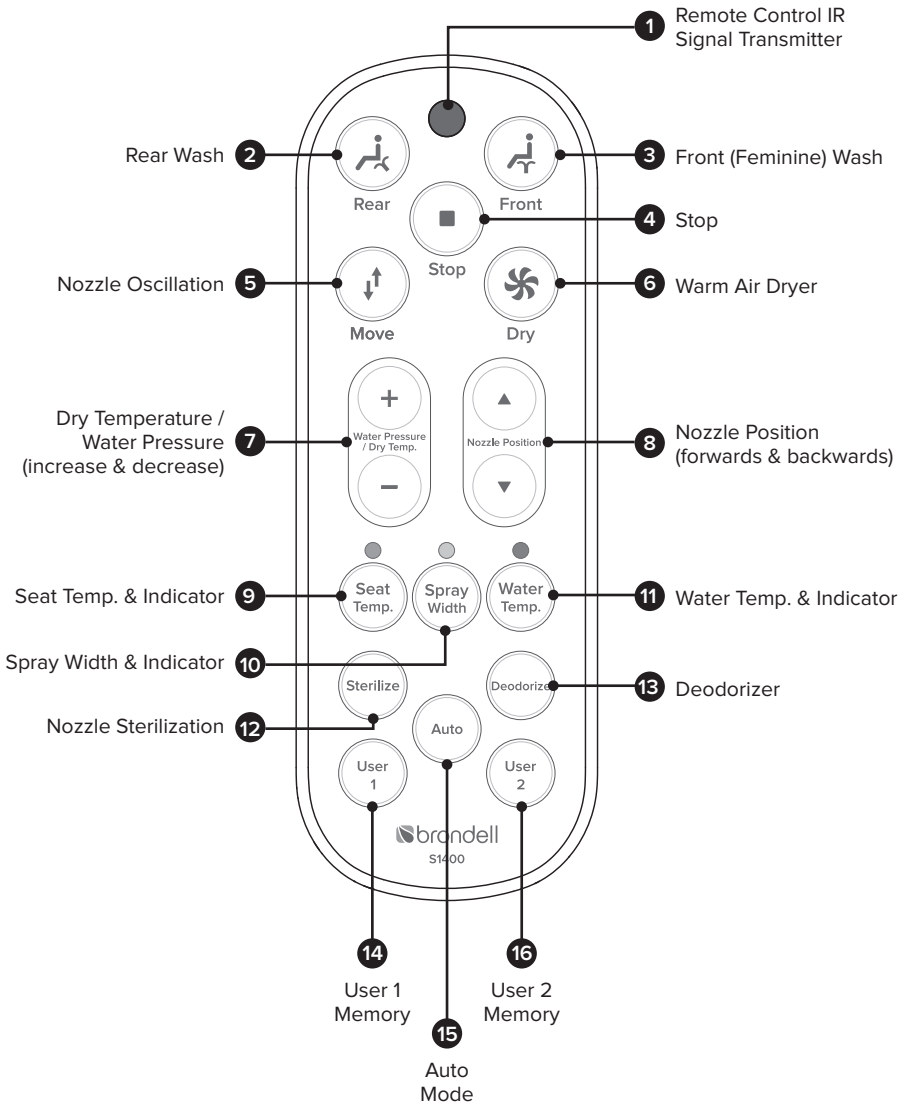 1
Remote Control IR
Signal Transmitter
Rear Wash
2
3
Front (Feminine) Wash
Rear
Front
4
Stop
Stop
Nozzle Oscillation
5
6
Warm Air Dryer
Move
Dry
+
Dry Temperature /
Water Pressure
(increase & decrease)
7
Water Pressure
/ Dry Temp.
Nozzle Position
8
Nozzle Position
(forwards & backwards)
−
Seat Temp. & Indicator
9
Seat
Temp.
Spray
Width
Water
Temp.
11
Water Temp. & Indicator
Spray Width & Indicator
10
Sterilize
Deodorize
13
Deodorizer
Nozzle Sterilization
12
Auto
User
1
User
2
brondell
S1400
14
User 1
Memory
16
User 2
Memory
15
Auto
Mode